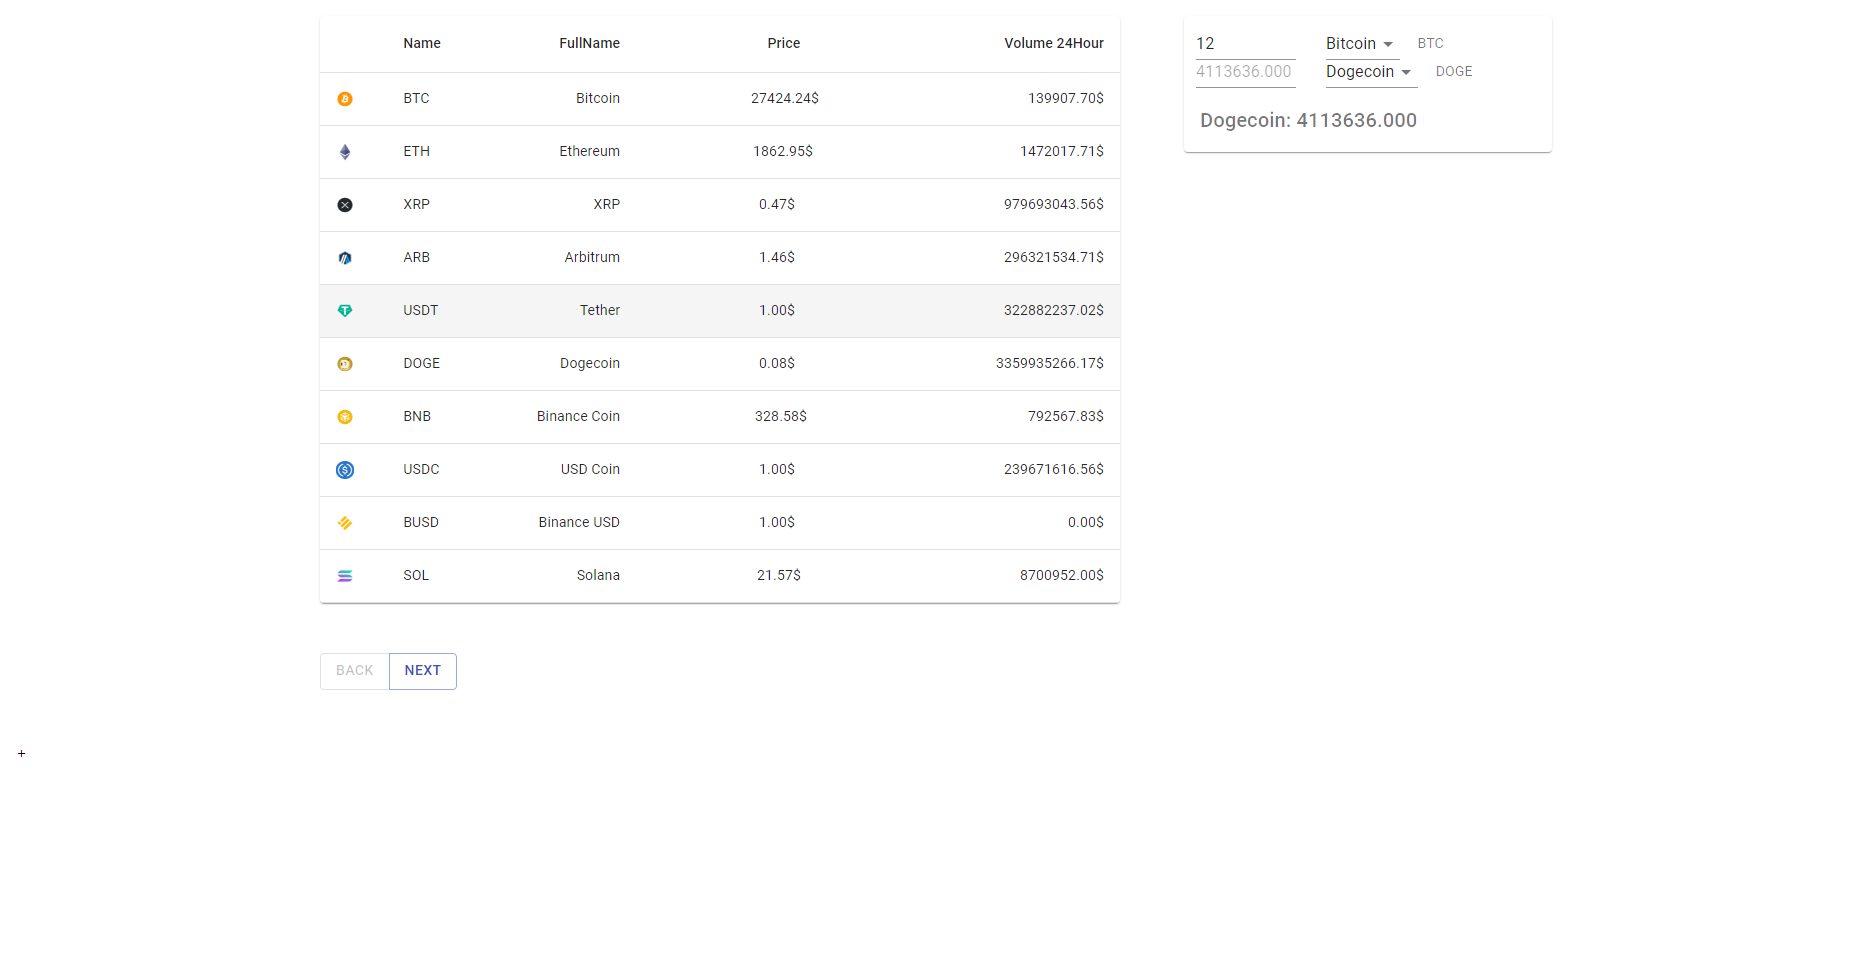 Name FullName Price Volume 24Hour
BTC Bitcoin 27424.24$ 139907.70$
ETH Ethereum 1862.95$ 1472017.71$
XRP XRP 0.47$ 979693043.56$
ARB Arbitrum 1.46$ 296321534.71$
USDT Tether 1.00$ 322882237.02$
DOGE Dogecoin 0.08$ 3359935266.17$
BNB Binance Coin 328.58$ 792567.83$
USDC USD Coin 1.00$ 239671616.56$
BUSD Binance USD 1.00$ 0.00$
SOL Solana 21.57$ 8700952.00$
BACK NEXT
+
12 Bitcoin BTC
4113636.000 Dogecoin DOGE
Dogecoin: 4113636.000